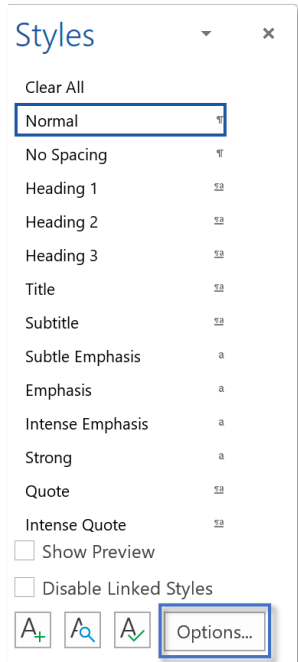 Styles
Clear All
Normal ¶
No Spacing ¶
Heading 1 ¶a
Heading 2 ¶a
Heading 3 ¶a
Title ¶a
Subtitle ¶a
Subtle Emphasis a
Emphasis a
Intense Emphasis a
Strong a
Quote ¶a
Intense Quote ¶a
Show Preview
Disable Linked Styles
Options...